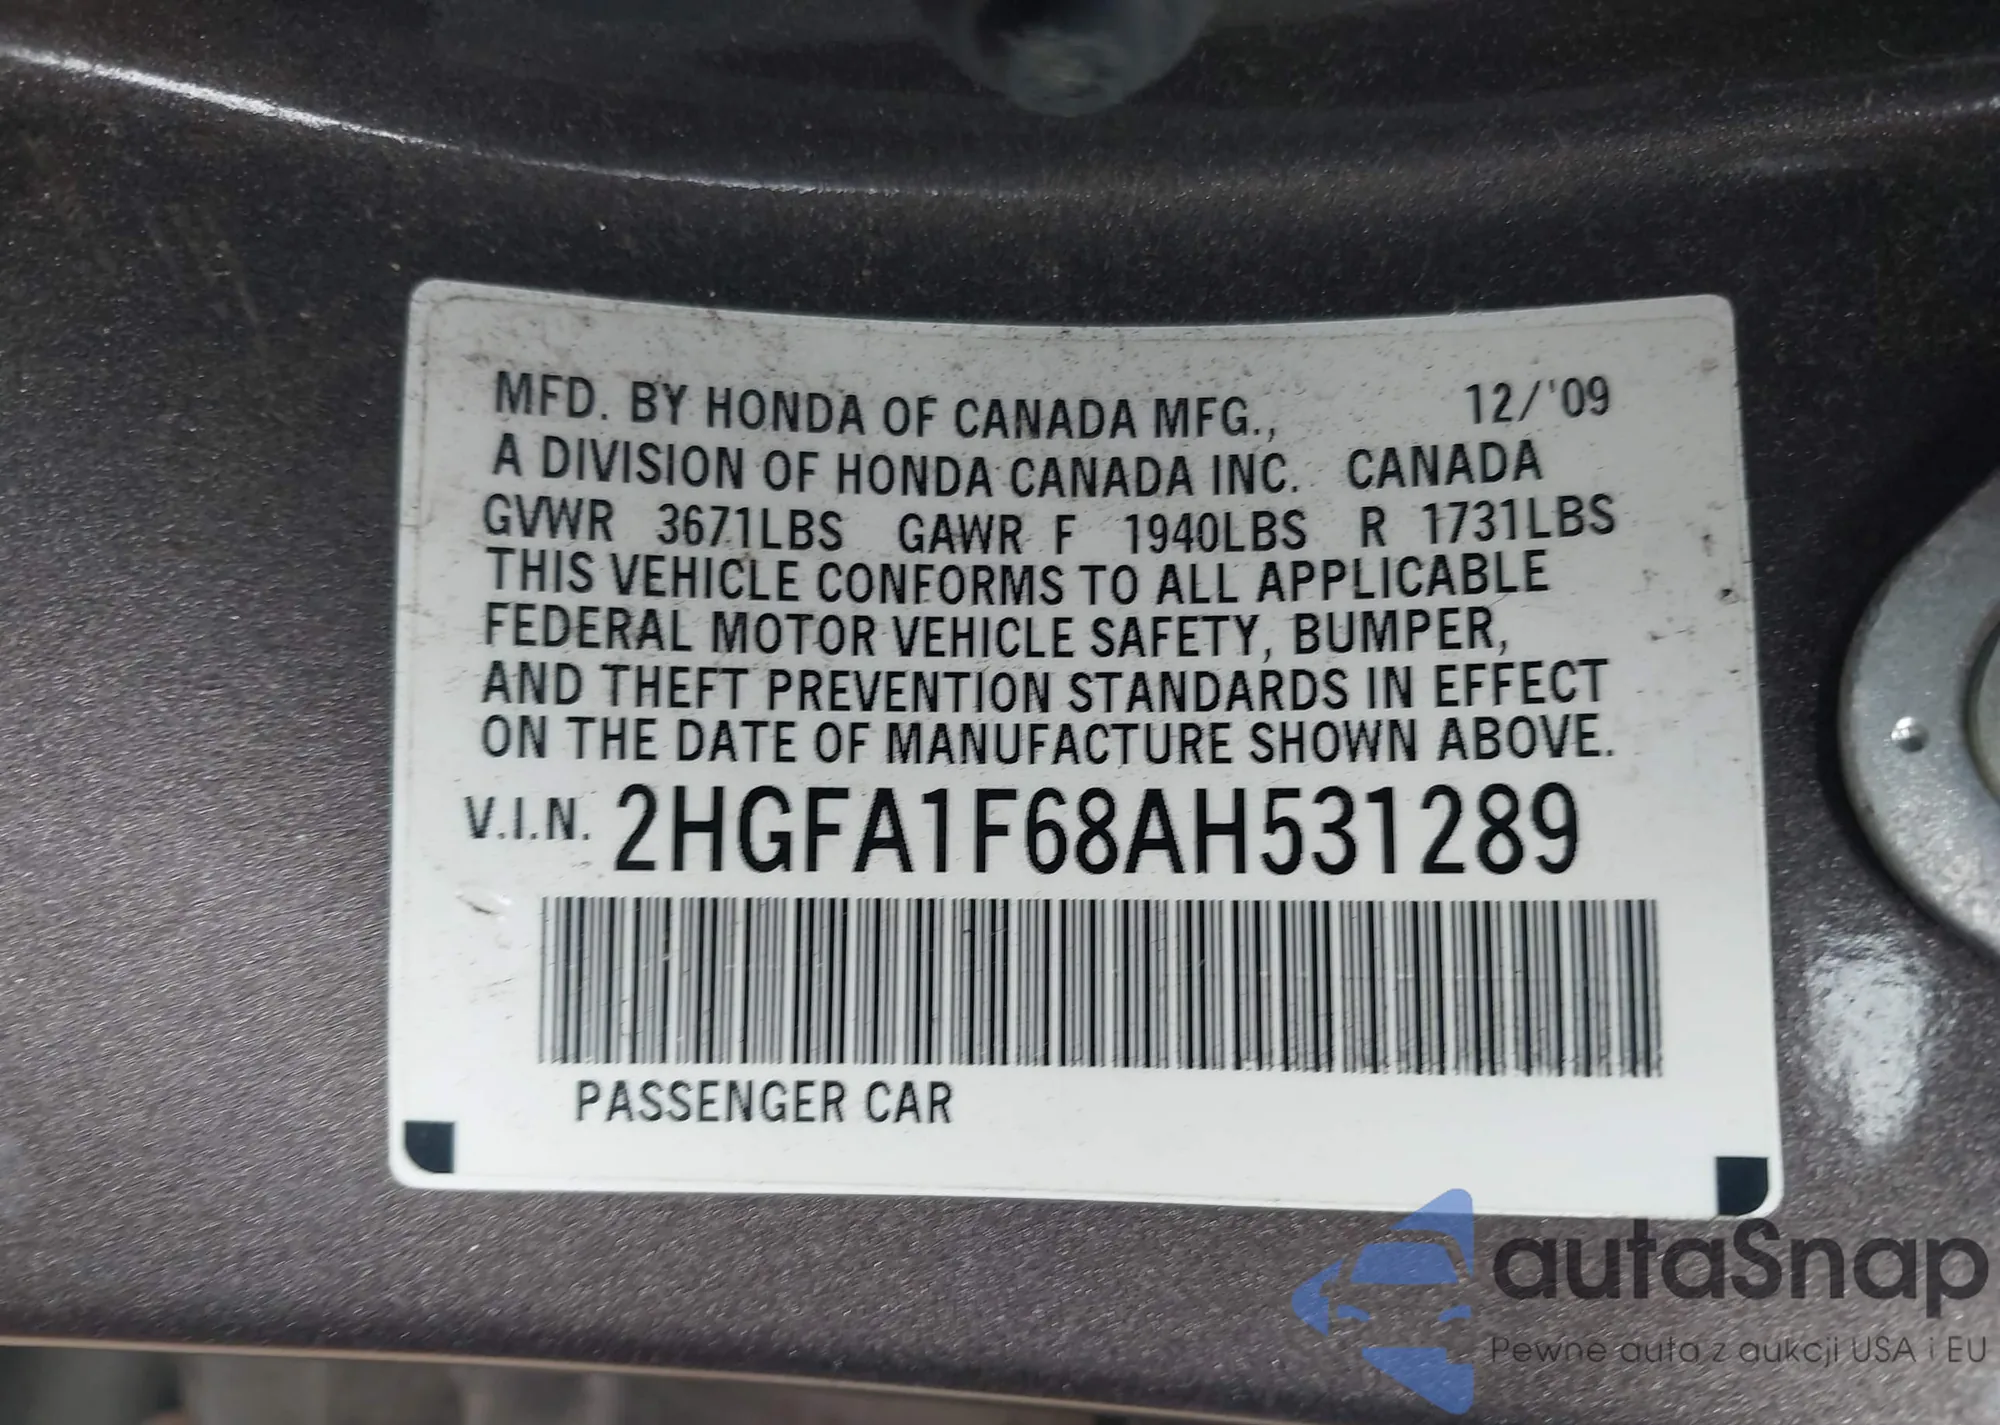 MFD. BY HONDA OF CANADA MFG., 12/'09
A DIVISION OF HONDA CANADA INC. CANADA
GVWR 3671LBS GAWR F 1940LBS R 1731LBS
THIS VEHICLE CONFORMS TO ALL APPLICABLE
FEDERAL MOTOR VEHICLE SAFETY, BUMPER,
AND THEFT PREVENTION STANDARDS IN EFFECT
ON THE DATE OF MANUFACTURE SHOWN ABOVE.
V.I.N. 2HGFA1F68AH531289
PASSENGER CAR
autaSnap
Pewne auta z aukcji USA i EU